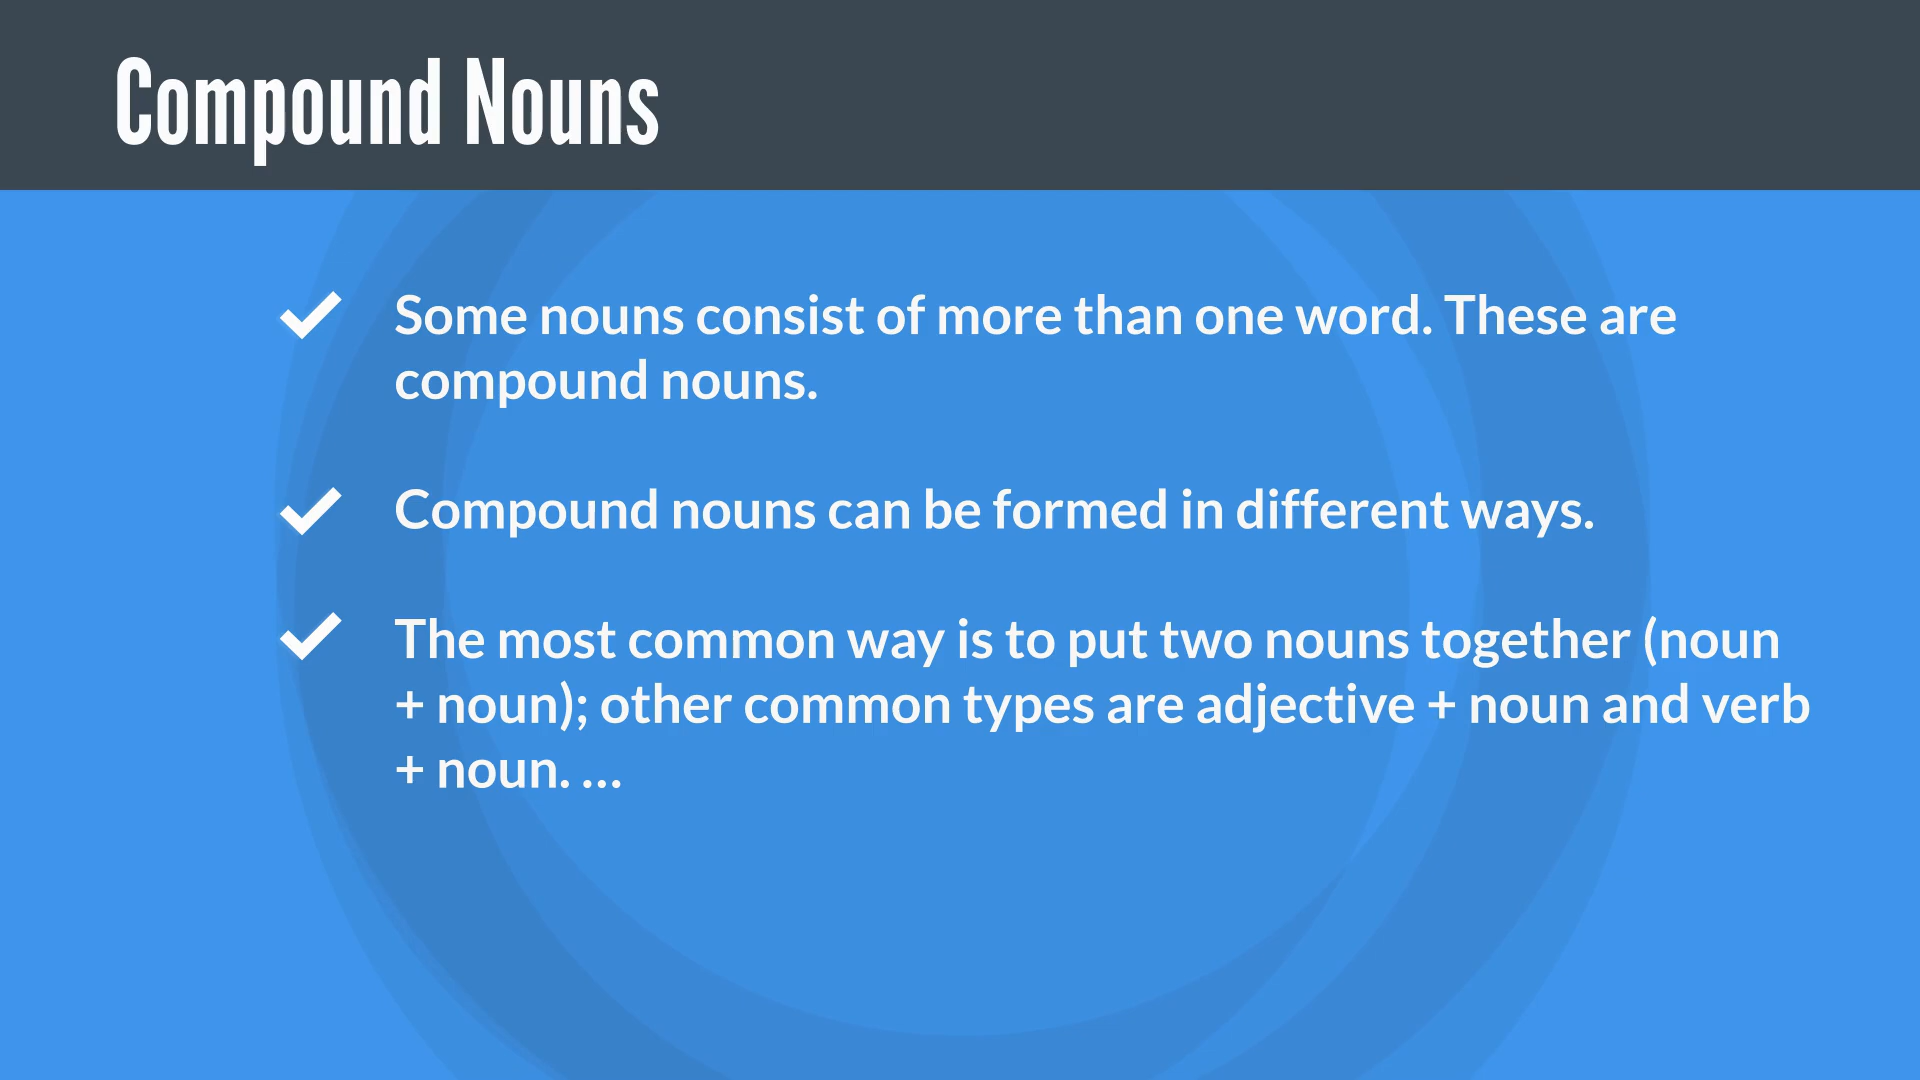 Compound Nouns
Some nouns consist of more than one word. These are
compound nouns.
Compound nouns can be formed in different ways.
The most common way is to put two nouns together (noun
+ noun); other common types are adjective + noun and verb
+ noun. ...